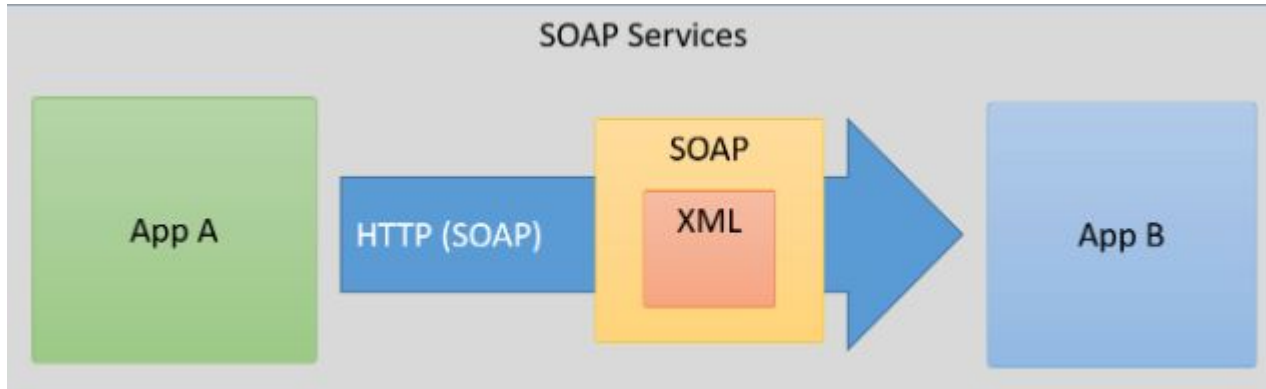 SOAP Services
App A
HTTP (SOAP)
SOAP
XML
App B